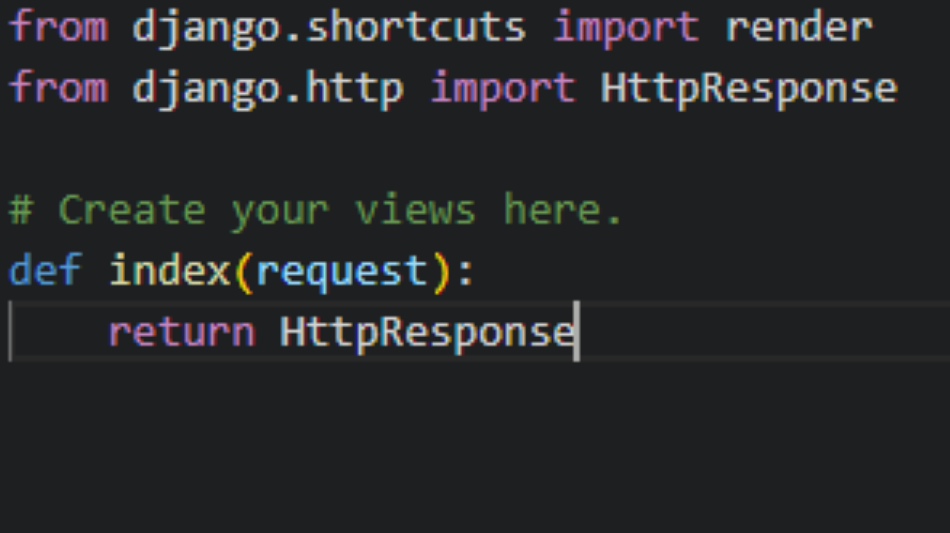 from django.shortcuts import render
from django.http import HttpResponse
# Create your views here.
def index(request):
    return HttpResponse